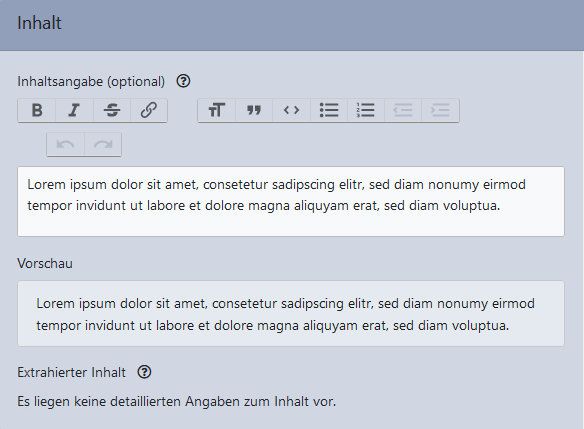 Inhalt
Inhaltsangabe (optional)
Lorem ipsum dolor sit amet, consetetur sadipscing elitr, sed diam nonumy eirmod
tempor invidunt ut labore et dolore magna aliquyam erat, sed diam voluptua.
Vorschau
Lorem ipsum dolor sit amet, consetetur sadipscing elitr, sed diam nonumy eirmod
tempor invidunt ut labore et dolore magna aliquyam erat, sed diam voluptua.
Extrahierter Inhalt
Es liegen keine detaillierten Angaben zum Inhalt vor.